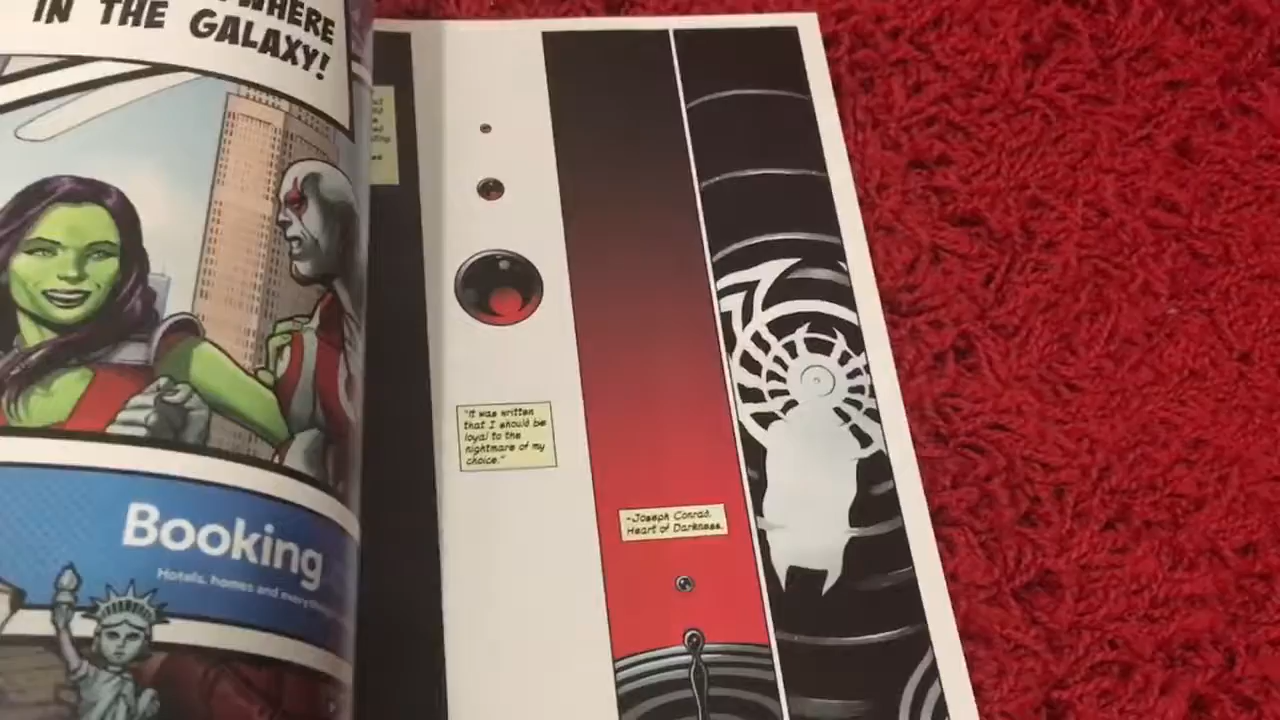 WHERE
IN THE GALAXY!
Booking
Hotels, homes and
"It was written
that I should be
loyal to the
nightmare of my
choice."
-Joseph Conrad,
Heart of Darkness.